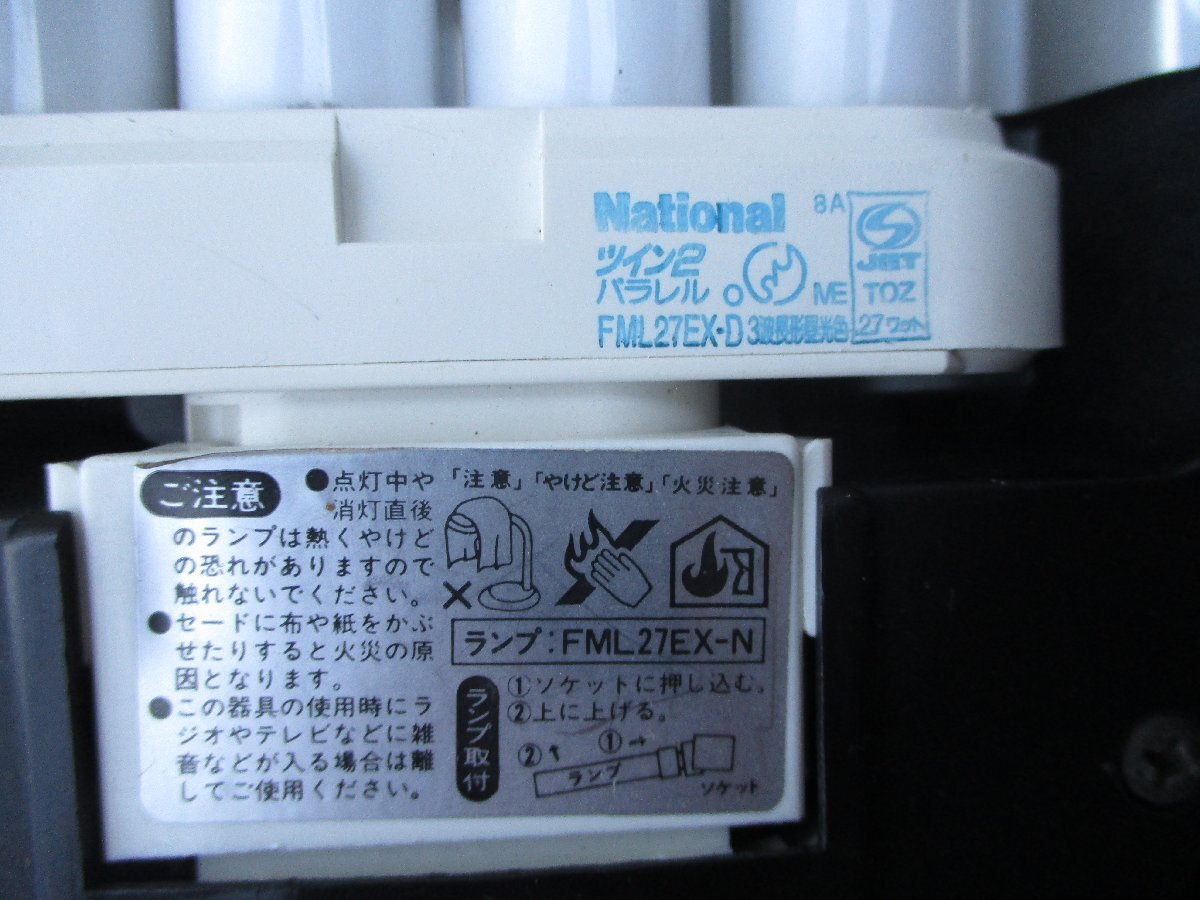 National 8A
ツイン2
パラレル
ME
FML27EX・D 3波長形昼光色
JET
TOZ
27ワット
ご注意
●点灯中や
消灯直後
のランプは熱くやけど
の恐れがありますので
触れないでください。
●セードに布や紙をかぶ
せたりすると火災の原
因となります。
●この器具の使用時にラ
ジオやテレビなどに雑
音などが入る場合は離
してご使用ください。
「注意」「やけど注意」「火災注意」
ランプ:FML27EX-N
ランプ取付
①ソケットに押し込む。
②上に上げる。
② ①
ランプ
ソケット